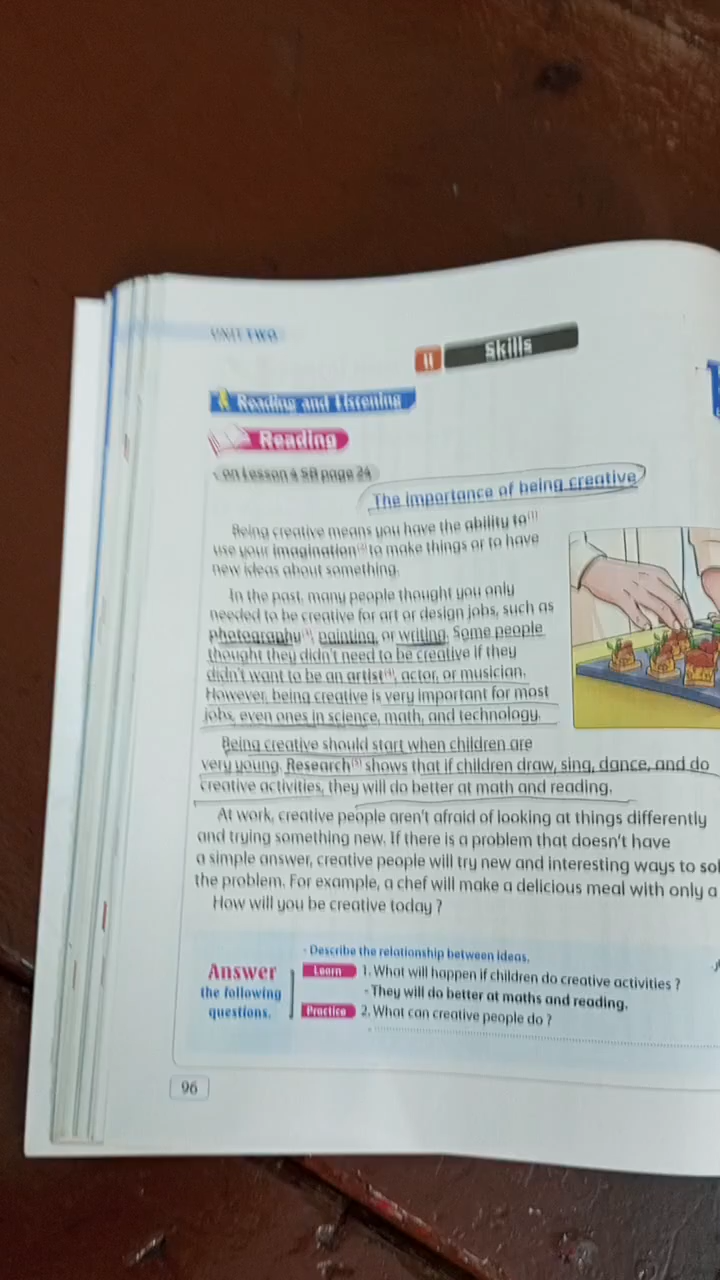 UNIT TWO
II Skills
Reading and Listening
Reading
on Lesson 4 SB page 24
The importance of being creative
Being creative means you have the ability to(1)
use your imagination(2) to make things or to have
new ideas about something.
In the past, many people thought you only
needed to be creative for art or design jobs, such as
photography(3), painting, or writing. Some people
thought they didn't need to be creative if they
didn't want to be an artist(4), actor, or musician.
However, being creative is very important for most
jobs, even ones in science, math, and technology.
Being creative should start when children are
very young. Research(5) shows that if children draw, sing, dance, and do
creative activities, they will do better at math and reading.
At work, creative people aren't afraid of looking at things differently
and trying something new. If there is a problem that doesn't have
a simple answer, creative people will try new and interesting ways to sol
the problem. For example, a chef will make a delicious meal with only a
How will you be creative today ?
- Describe the relationship between ideas.
Answer
the following
questions.
Learn 1. What will happen if children do creative activities ?
- They will do better at maths and reading.
Practice 2. What can creative people do ?
96